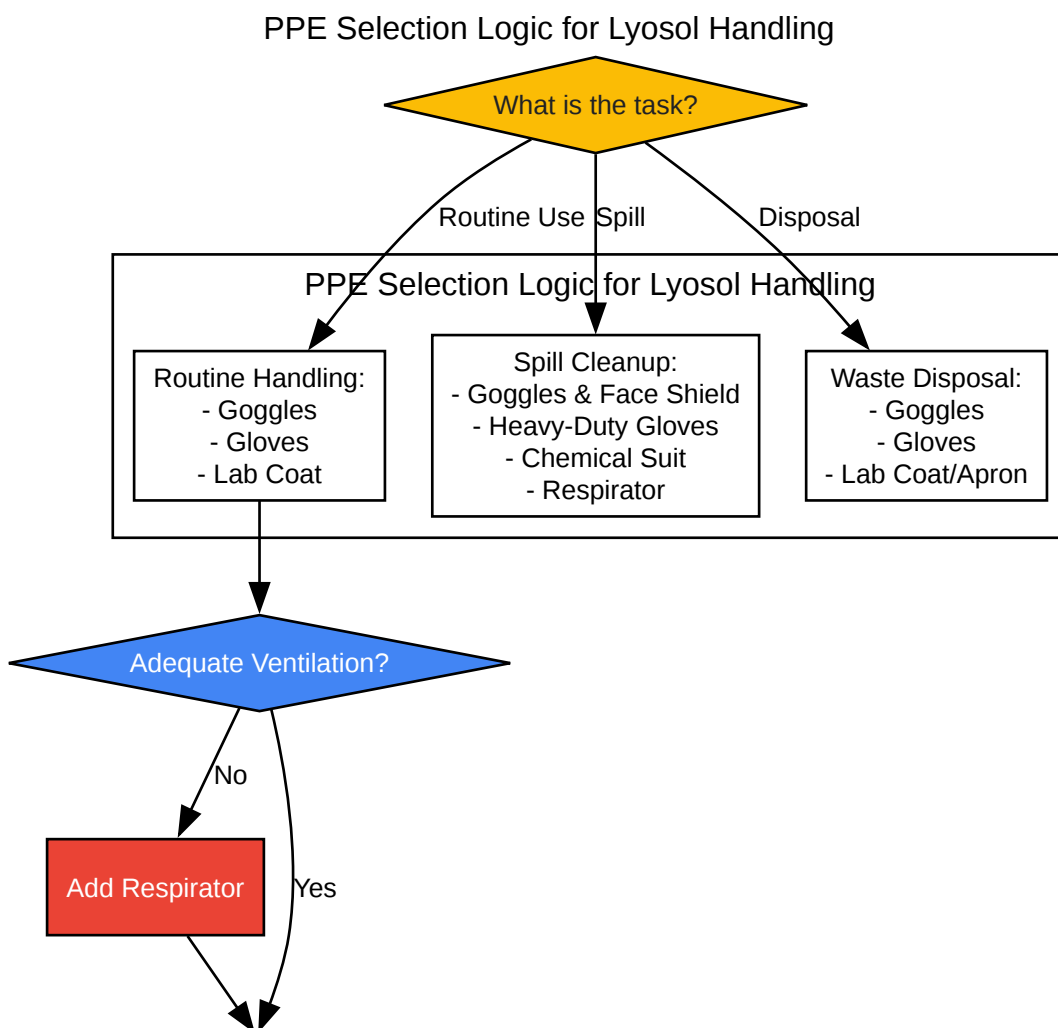 PPE Selection Logic for Lyosol Handling
What is the task?
Routine Use
Spill
Disposal
PPE Selection Logic for Lyosol Handling
Routine Handling:
- Goggles
- Gloves
- Lab Coat
Spill Cleanup:
- Goggles & Face Shield
- Heavy-Duty Gloves
- Chemical Suit
- Respirator
Waste Disposal:
- Goggles
- Gloves
- Lab Coat/Apron
Adequate Ventilation?
No
Yes
Add Respirator